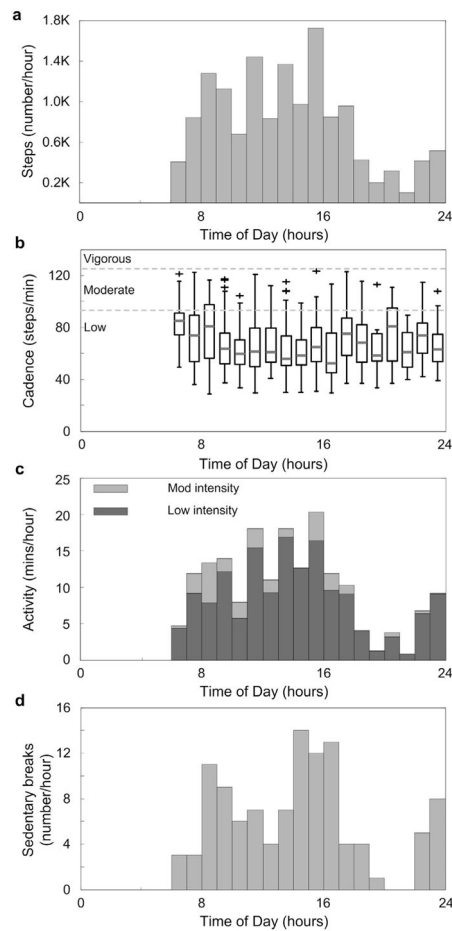 a
1.8K
1.4K
1K
0.6K
0.2K
Steps (number/hour)
0
8
16
24
Time of Day (hours)
b
Vigorous
120
Moderate
Low
80
40
0
Cadence (steps/min)
0
8
16
24
Time of Day (hours)
c
25
20
15
10
5
0
Activity (mins/hour)
Mod intensity
Low intensity
0
8
16
24
Time of Day (hours)
d
16
12
8
4
0
Sedentary breaks
(number/hour)
0
8
16
24
Time of Day (hours)